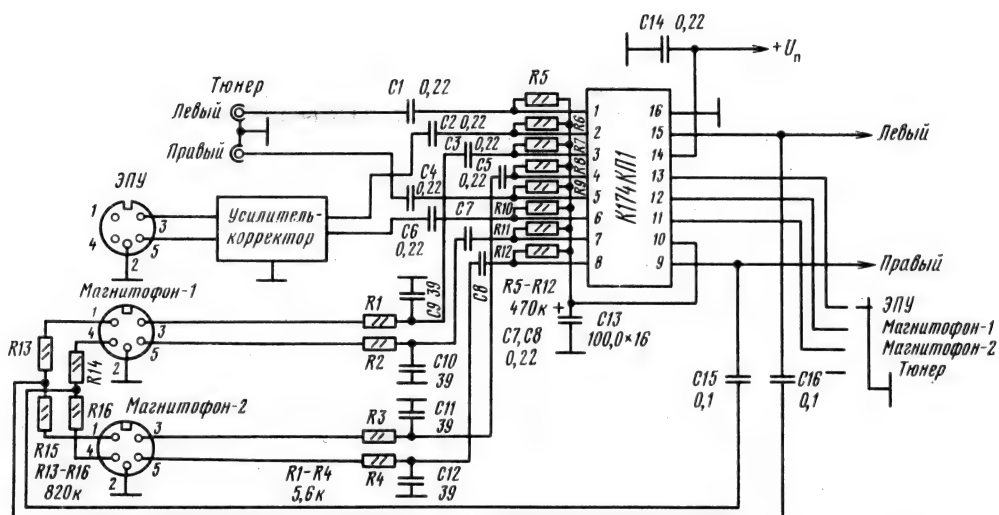 C14 0,22
+Uп
Тюнер
Левый
Правый
C1 0,22
C2 0,22
C3 0,22
C4 0,22
C5 0,22
C6 0,22
C7
C8
R5
R6
R7
R8
R9
R10
R11
R12
1
2
3
4
5
6
7
8
К174КП1
16
15
14
13
12
11
10
9
Левый
Правый
ЭПУ
1
3
4
5
2
Усилитель-
корректор
R5-R12
470к
C7,C8
0,22
+
C13
100,0×16
ЭПУ
Магнитофон-1
Магнитофон-2
Тюнер
Магнитофон-1
1
3
4
5
2
R13
R14
R1
R2
C9 39
C10
39
C15
0,1
C16
0,1
Магнитофон-2
1
3
4
5
2
R15
R16
R13-R16
820к
R3
R4
R1-R4
5,6к
C11
39
C12
39